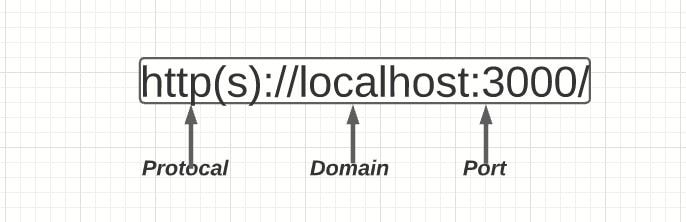 http(s)://localhost:3000/
Protocal Domain Port